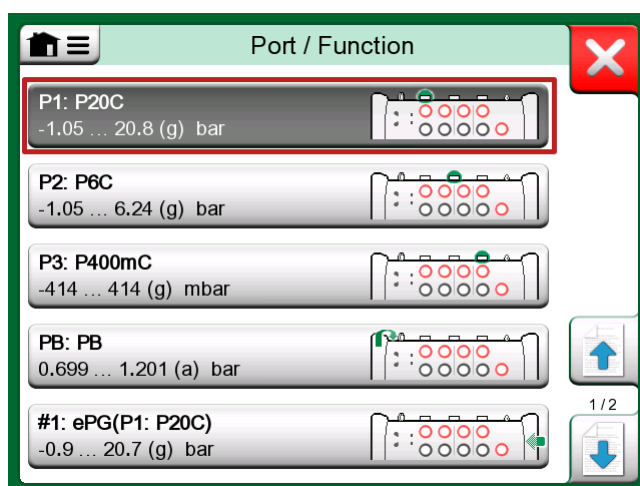 Port / Function
P1: P20C
-1.05 ... 20.8 (g) bar
P2: P6C
-1.05 ... 6.24 (g) bar
P3: P400mC
-414 ... 414 (g) mbar
PB: PB
0.699 ... 1.201 (a) bar
1 / 2
#1: ePG(P1: P20C)
-0.9 ... 20.7 (g) bar